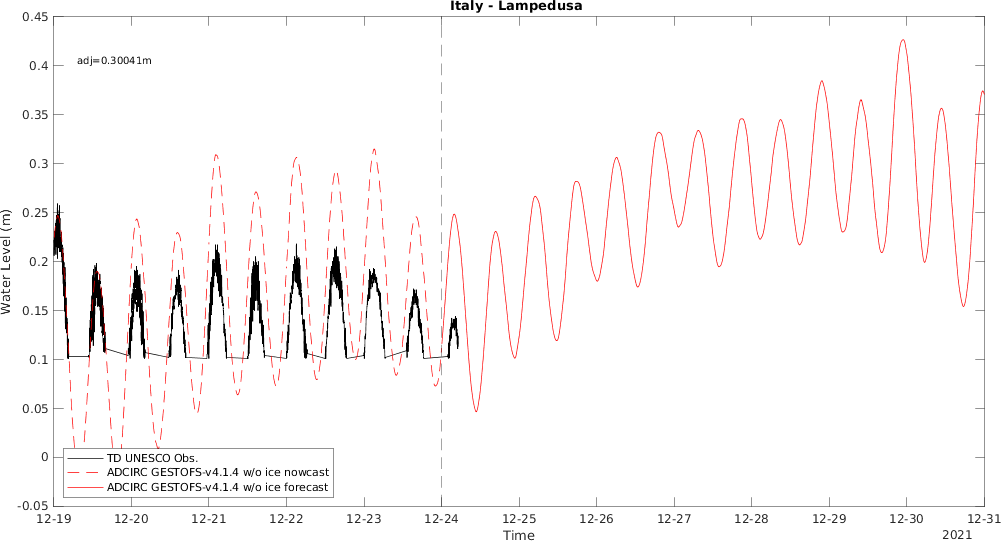 Italy - Lampedusa
adj=0.30041m
Water Level (m)
0.45
0.4
0.35
0.3
0.25
0.2
0.15
0.1
0.05
0
-0.05
TD UNESCO Obs.
ADCIRC GESTOFS-v4.1.4 w/o ice nowcast
ADCIRC GESTOFS-v4.1.4 w/o ice forecast
12-19 12-20 12-21 12-22 12-23 12-24 12-25 12-26 12-27 12-28 12-29 12-30 12-31
Time
2021